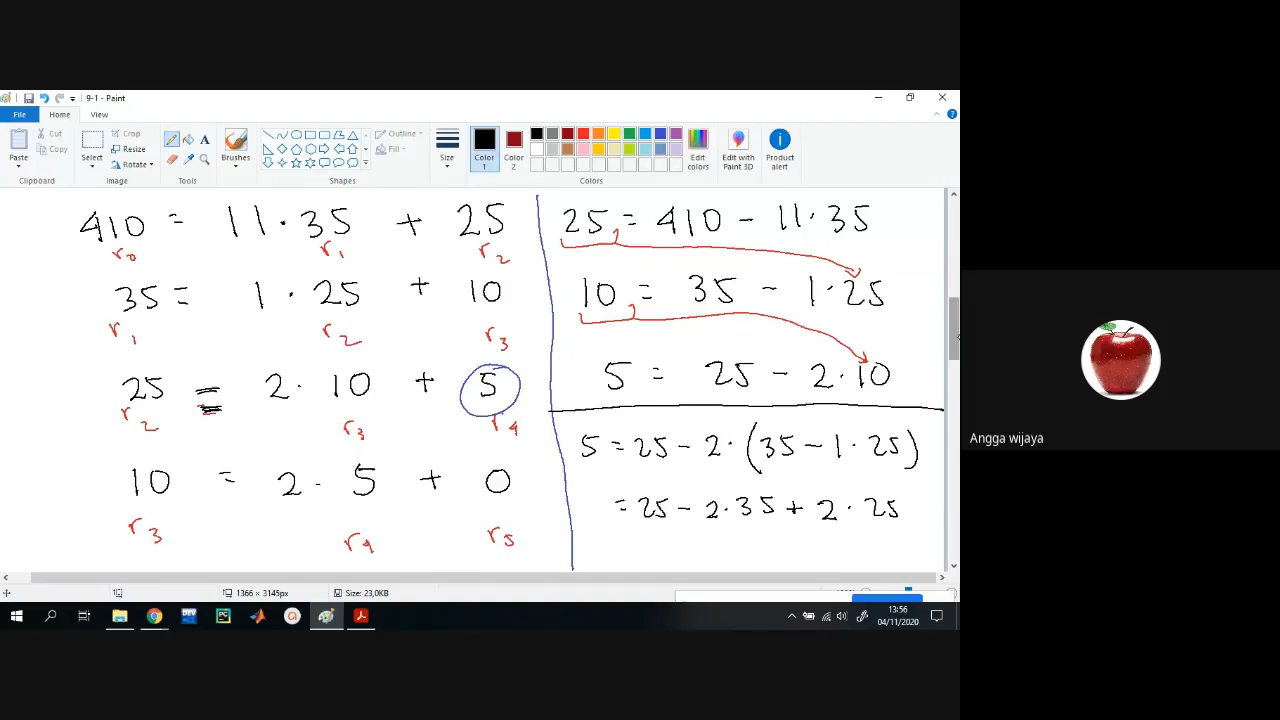 9-1 - Paint
File Home View
Paste
Cut
Copy
Clipboard
Select
Crop
Resize
Rotate
Image
Tools
Brushes
Shapes
Outline
Fill
Size
Color 1
Color 2
Colors
Edit colors
Edit with Paint 3D
Product alert
410 = 11·35 + 25
r₀ r₁ r₂
35 = 1·25 + 10
r₁ r₂ r₃
25 = 2·10 + 5
r₂ r₃ r₄
10 = 2·5 + 0
r₃ r₄ r₅
25 = 410 - 11·35
10 = 35 - 1·25
5 = 25 - 2·10
5 = 25 - 2·(35 - 1·25)
= 25 - 2·35 + 2·25
1366 × 3145px
Size: 23,0KB
DEV
PC
13:56
04/11/2020
Angga wijaya